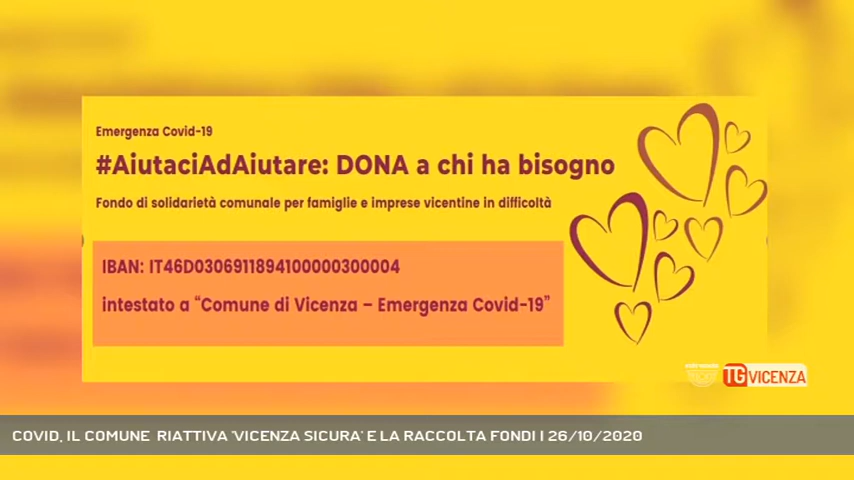 Emergenza Covid-19
#AiutaciAdAiutare: DONA a chi ha bisogno
Fondo di solidarietà comunale per famiglie e imprese vicentine in difficoltà
IBAN: IT46D0306911894100000300004
intestato a “Comune di Vicenza – Emergenza Covid-19”
TG VICENZA
COVID, IL COMUNE RIATTIVA 'VICENZA SICURA' E LA RACCOLTA FONDI | 26/10/2020